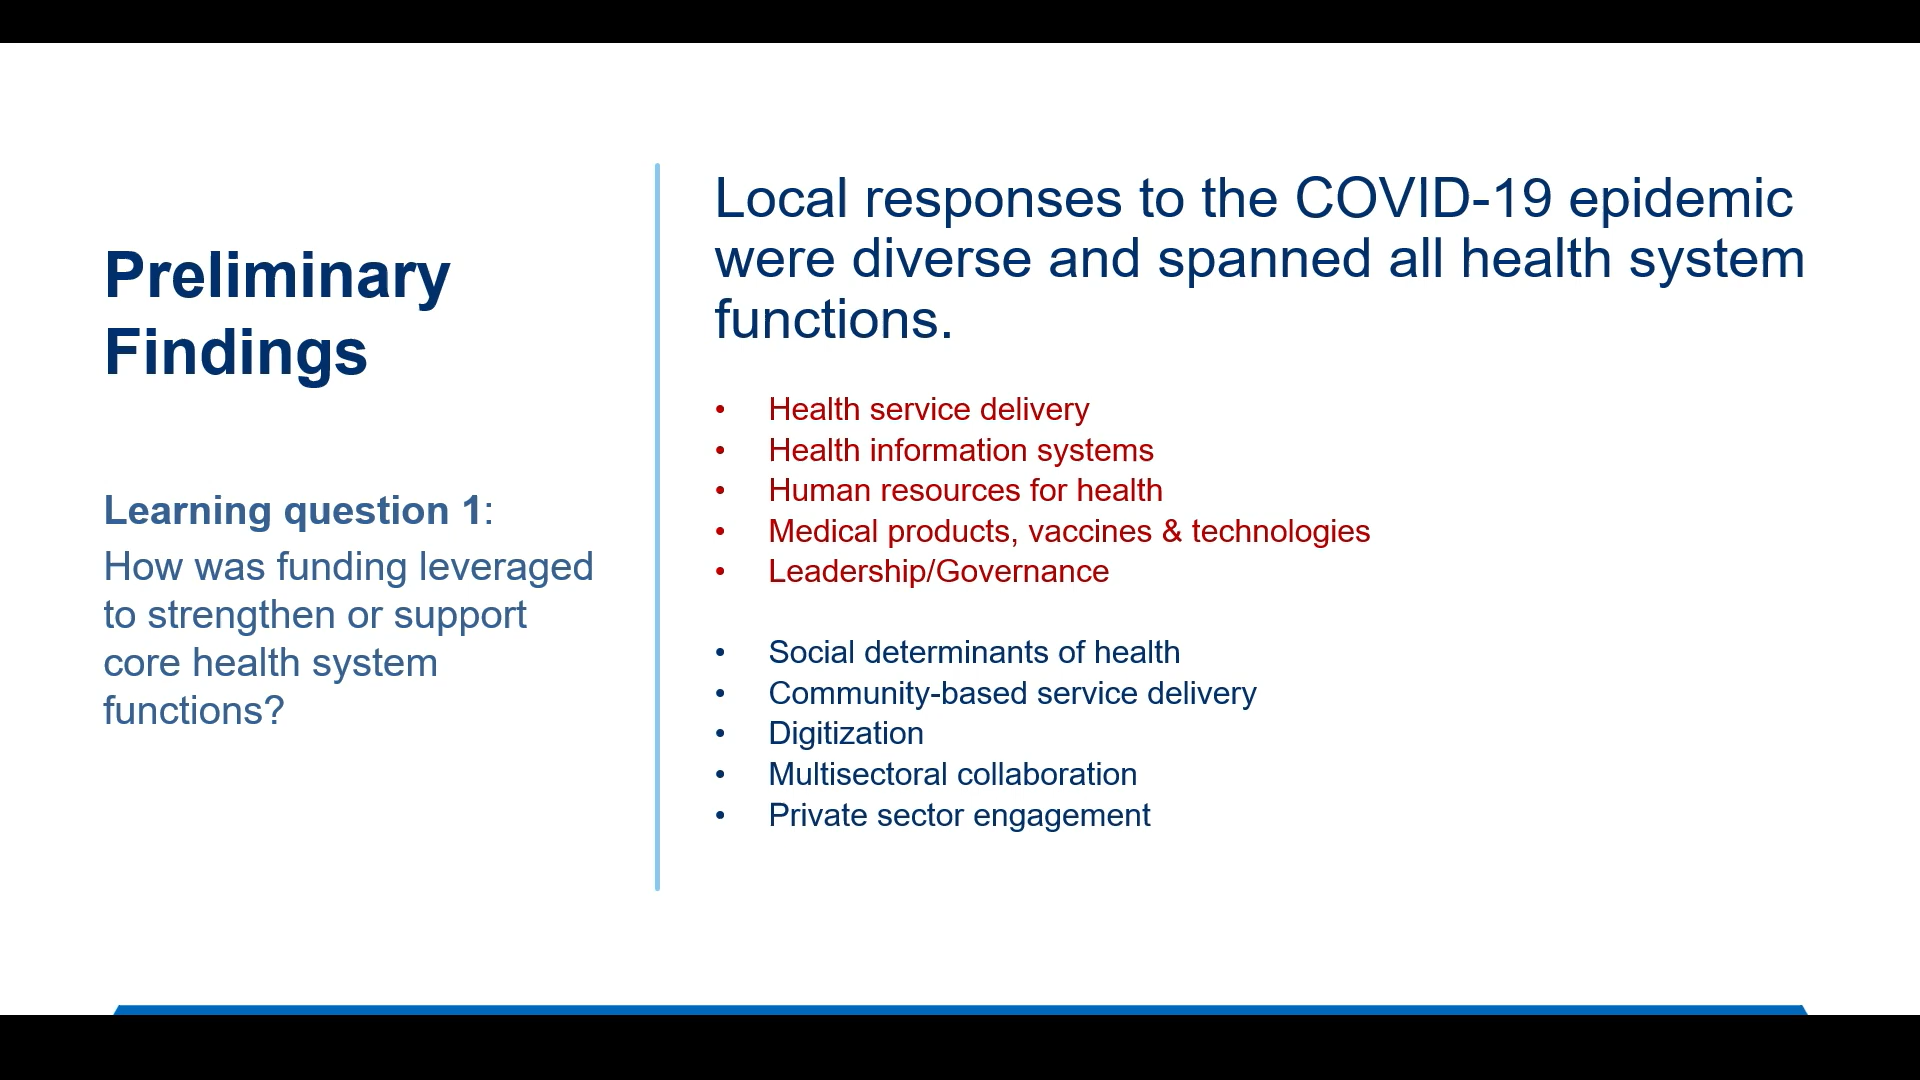 Preliminary
Findings
Learning question 1:
How was funding leveraged
to strengthen or support
core health system
functions?
Local responses to the COVID-19 epidemic
were diverse and spanned all health system
functions.
• Health service delivery
• Health information systems
• Human resources for health
• Medical products, vaccines & technologies
• Leadership/Governance
• Social determinants of health
• Community-based service delivery
• Digitization
• Multisectoral collaboration
• Private sector engagement